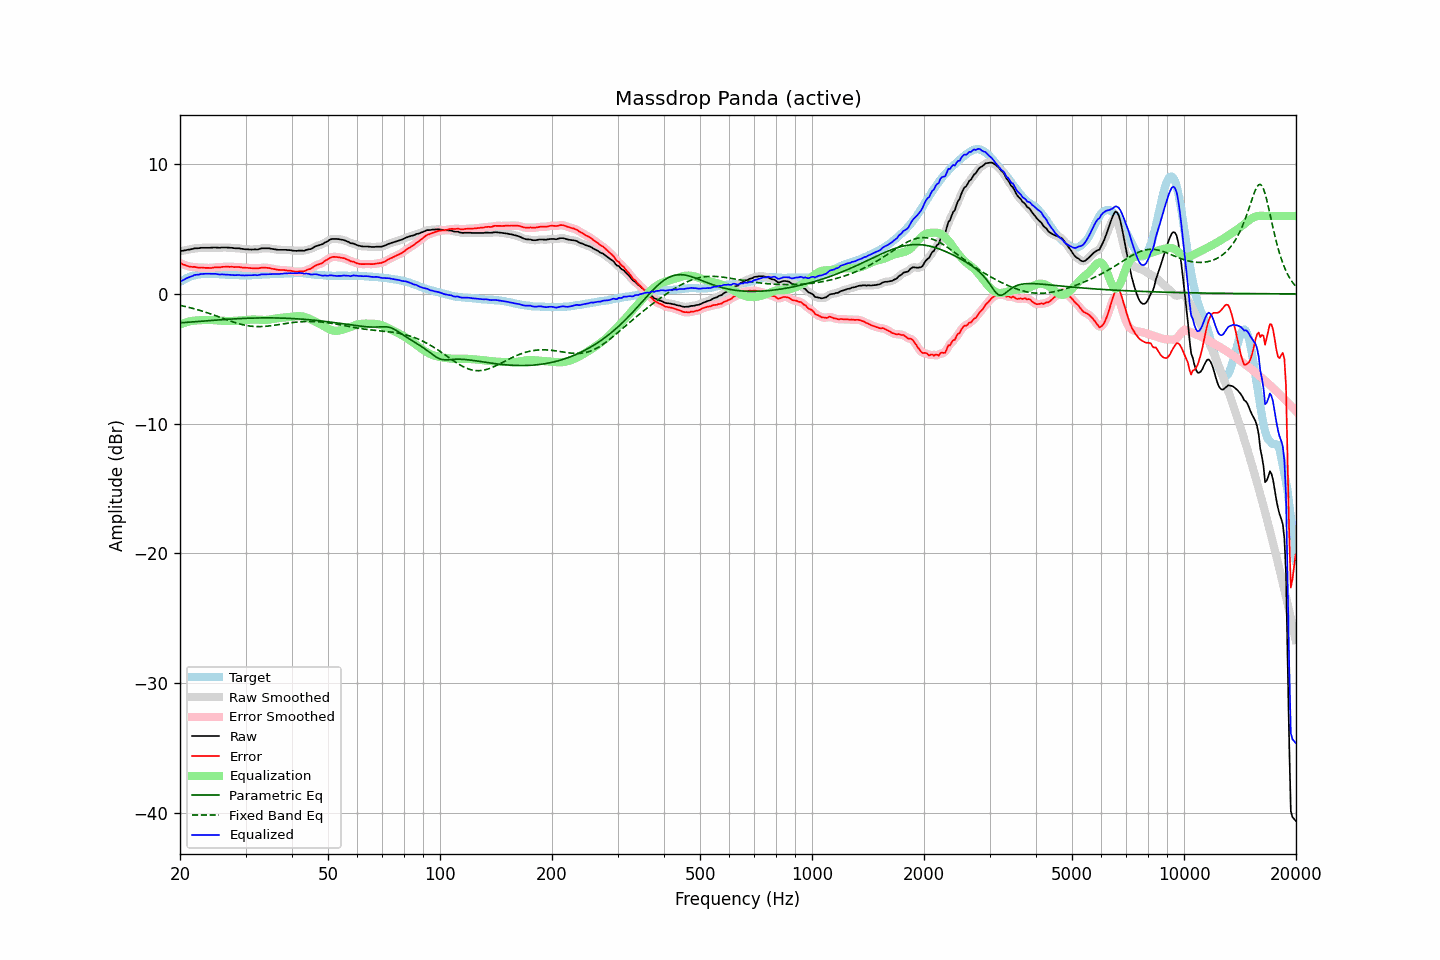 Massdrop Panda (active)
10
0
−10
−20
−30
−40
Amplitude (dBr)
Target
Raw Smoothed
Error Smoothed
Raw
Error
Equalization
Parametric Eq
Fixed Band Eq
Equalized
20 50 100 200 500 1000 2000 5000 10000 20000
Frequency (Hz)